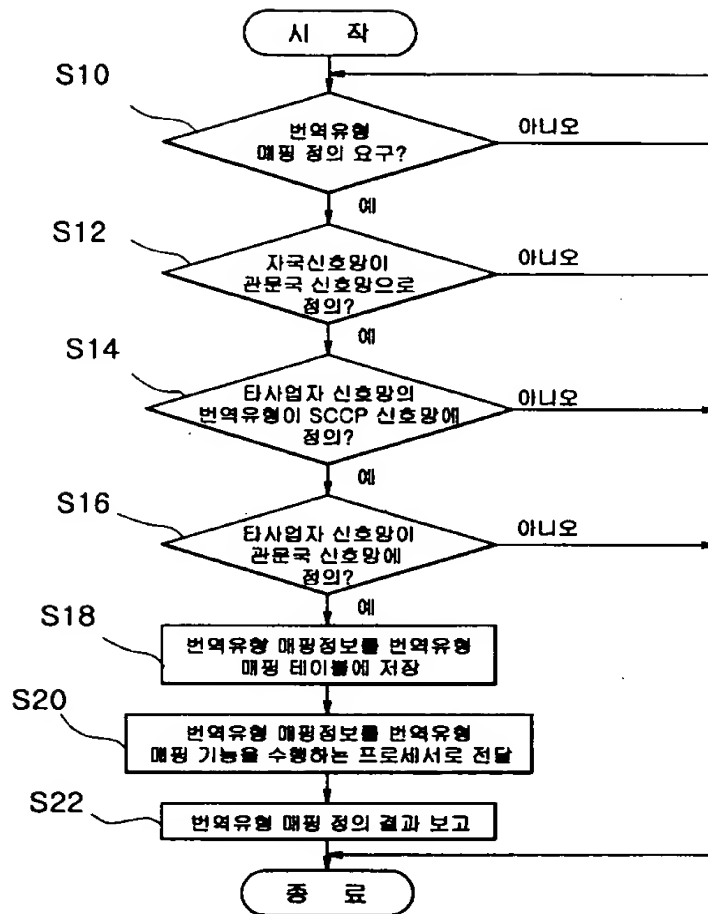 시 작
S10
번역유형
매핑 정의 요구?
아니오
예
S12
자국신호망이
관문국 신호망으로
정의?
아니오
예
S14
타사업자 신호망의
번역유형이 SCCP 신호망에
정의?
아니오
예
S16
타사업자 신호망이
관문국 신호망에
정의?
아니오
예
S18
번역유형 매핑정보를 번역유형
매핑 테이블에 저장
S20
번역유형 매핑정보를 번역유형
매핑 기능을 수행하는 프로세서로 전달
S22
번역유형 매핑 정의 결과 보고
종 료